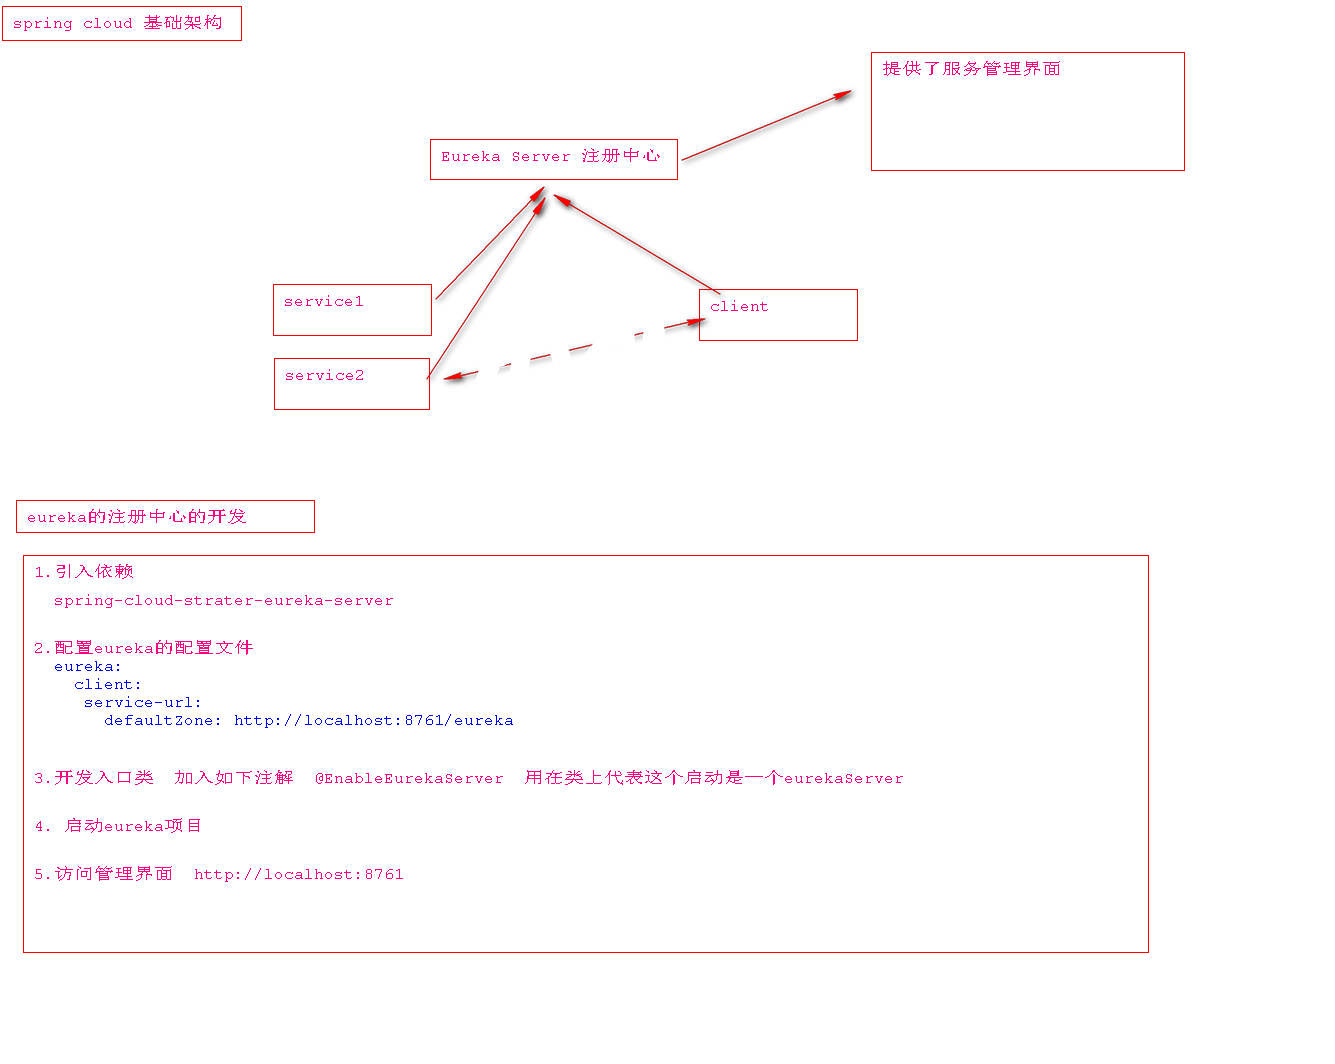 spring cloud 基础架构
提供了服务管理界面
Eureka Server 注册中心
service1
client
service2
eureka的注册中心的开发
1.引入依赖
spring-cloud-strater-eureka-server
2.配置eureka的配置文件
eureka:
client:
service-url:
defaultZone: http://localhost:8761/eureka
3.开发入口类 加入如下注解 @EnableEurekaServer 用在类上代表这个启动是一个eurekaServer
4. 启动eureka项目
5.访问管理界面 http://localhost:8761